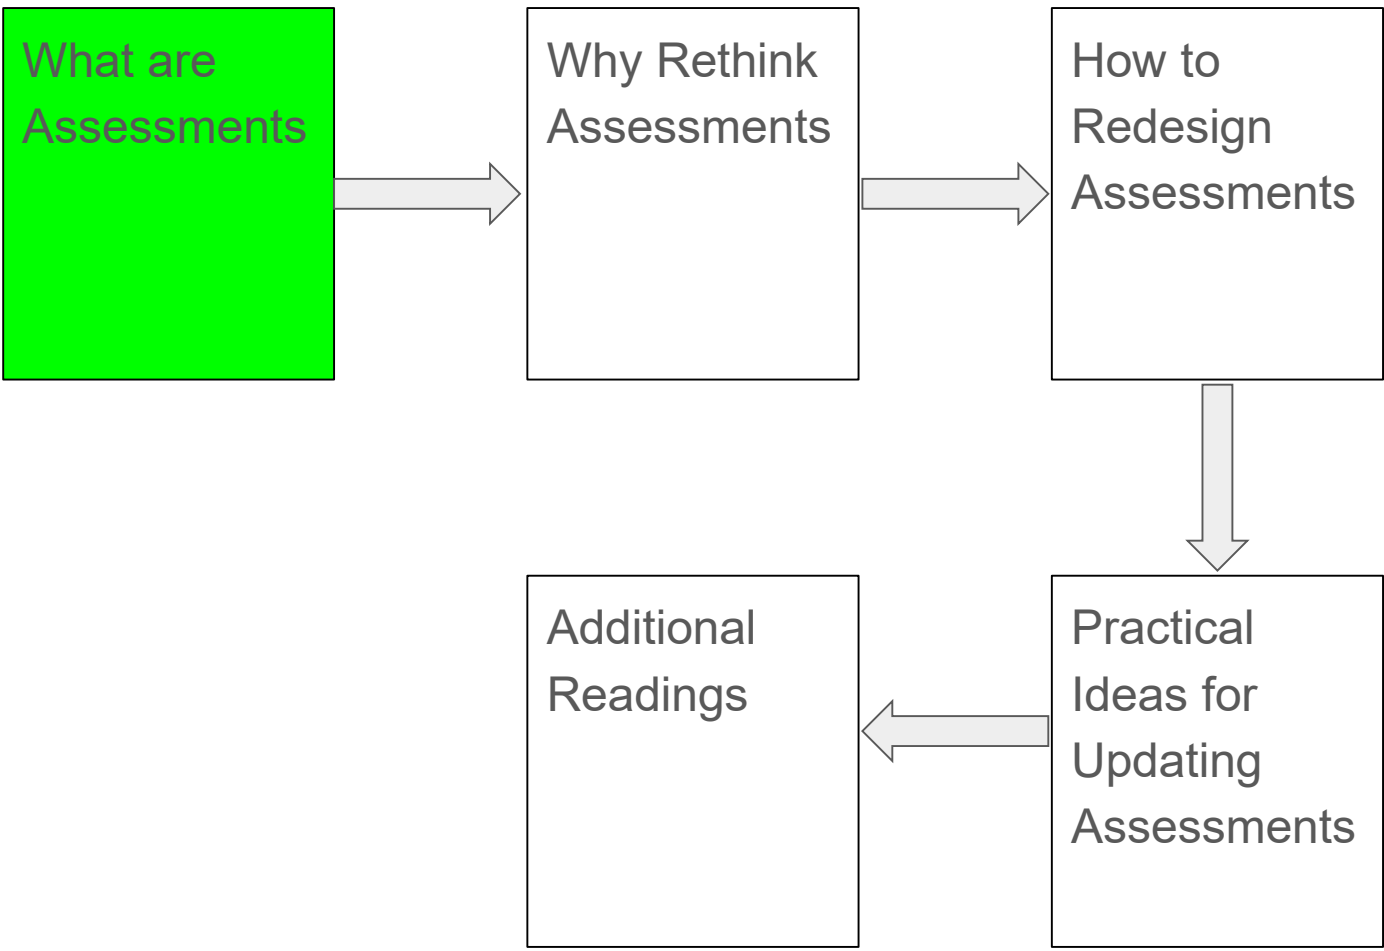 What are
Assessments
Why Rethink
Assessments
How to
Redesign
Assessments
Practical
Ideas for
Updating
Assessments
Additional
Readings